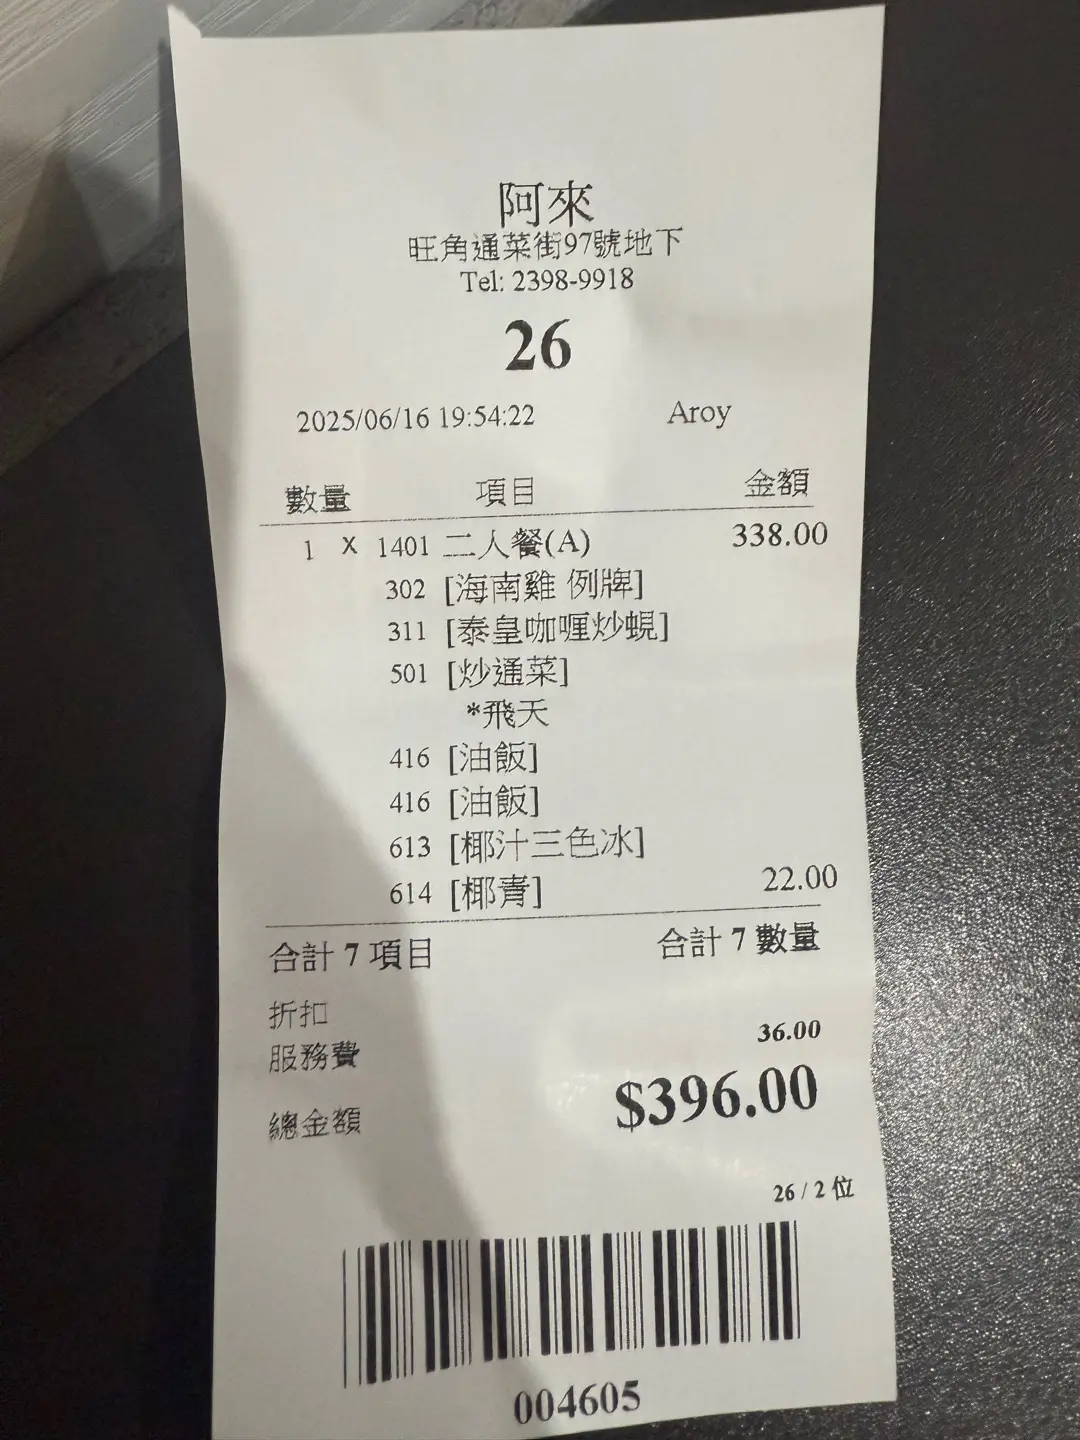 阿來
旺角通菜街97號地下
Tel: 2398-9918
26
2025/06/16 19:54:22 Aroy
數量 項目 金額
1 X 1401 二人餐(A) 338.00
302 [海南雞 例牌]
311 [泰皇咖喱炒蜆]
501 [炒通菜]
*飛天
416 [油飯]
416 [油飯]
613 [椰汁三色冰]
614 [椰青] 22.00
合計 7 項目 合計 7 數量
折扣
服務費 36.00
總金額 $396.00
26 / 2 位
004605